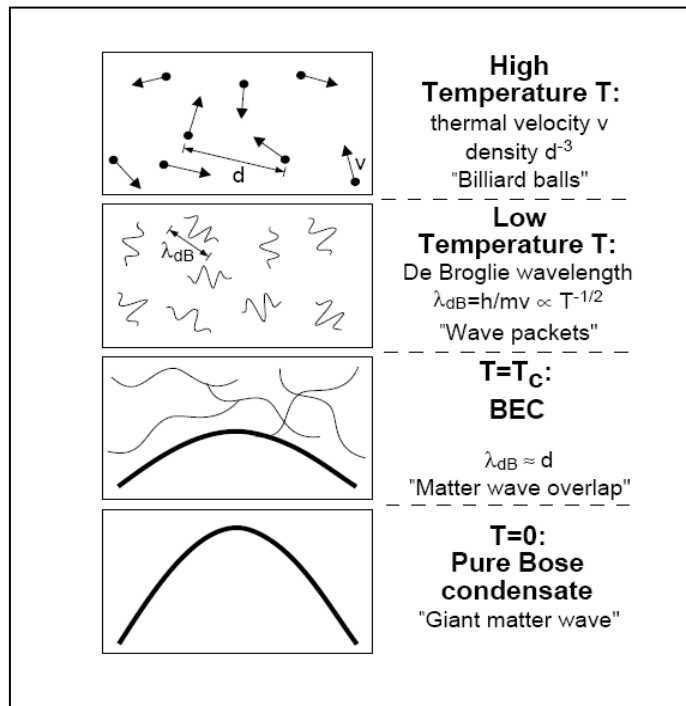 High
Temperature T:
thermal velocity v
density d⁻³
"Billiard balls"
d
v
Low
Temperature T:
De Broglie wavelength
λdB=h/mv ∝ T⁻¹/²
"Wave packets"
λdB
T=Tc:
BEC
λdB ≈ d
"Matter wave overlap"
T=0:
Pure Bose
condensate
"Giant matter wave"